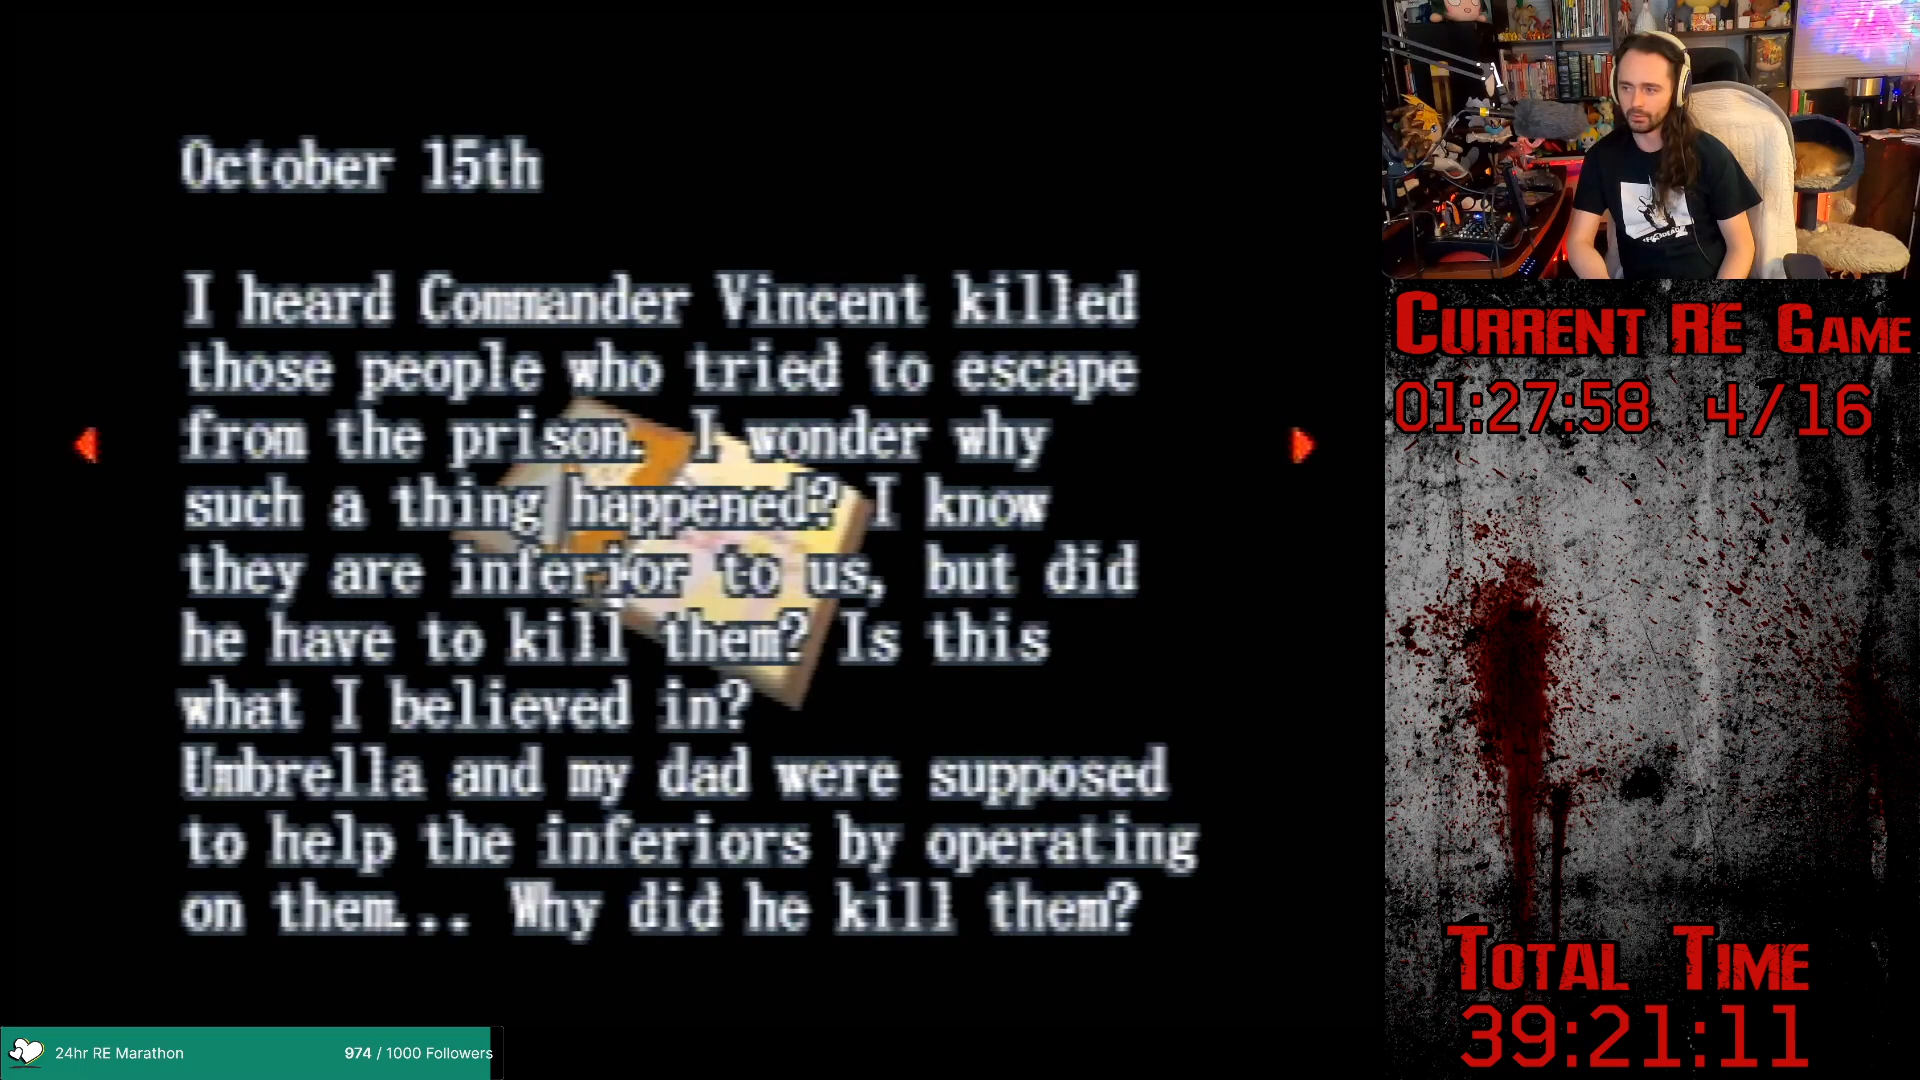 October 15th
I heard Commander Vincent killed
those people who tried to escape
from the prison. I wonder why
such a thing happened? I know
they are inferior to us, but did
he have to kill them? Is this
what I believed in?
Umbrella and my dad were supposed
to help the inferiors by operating
on them... Why did he kill them?
CURRENT RE GAME
01:27:58 4/16
TOTAL TIME
39:21:11
24hr RE Marathon 974 / 1000 Followers